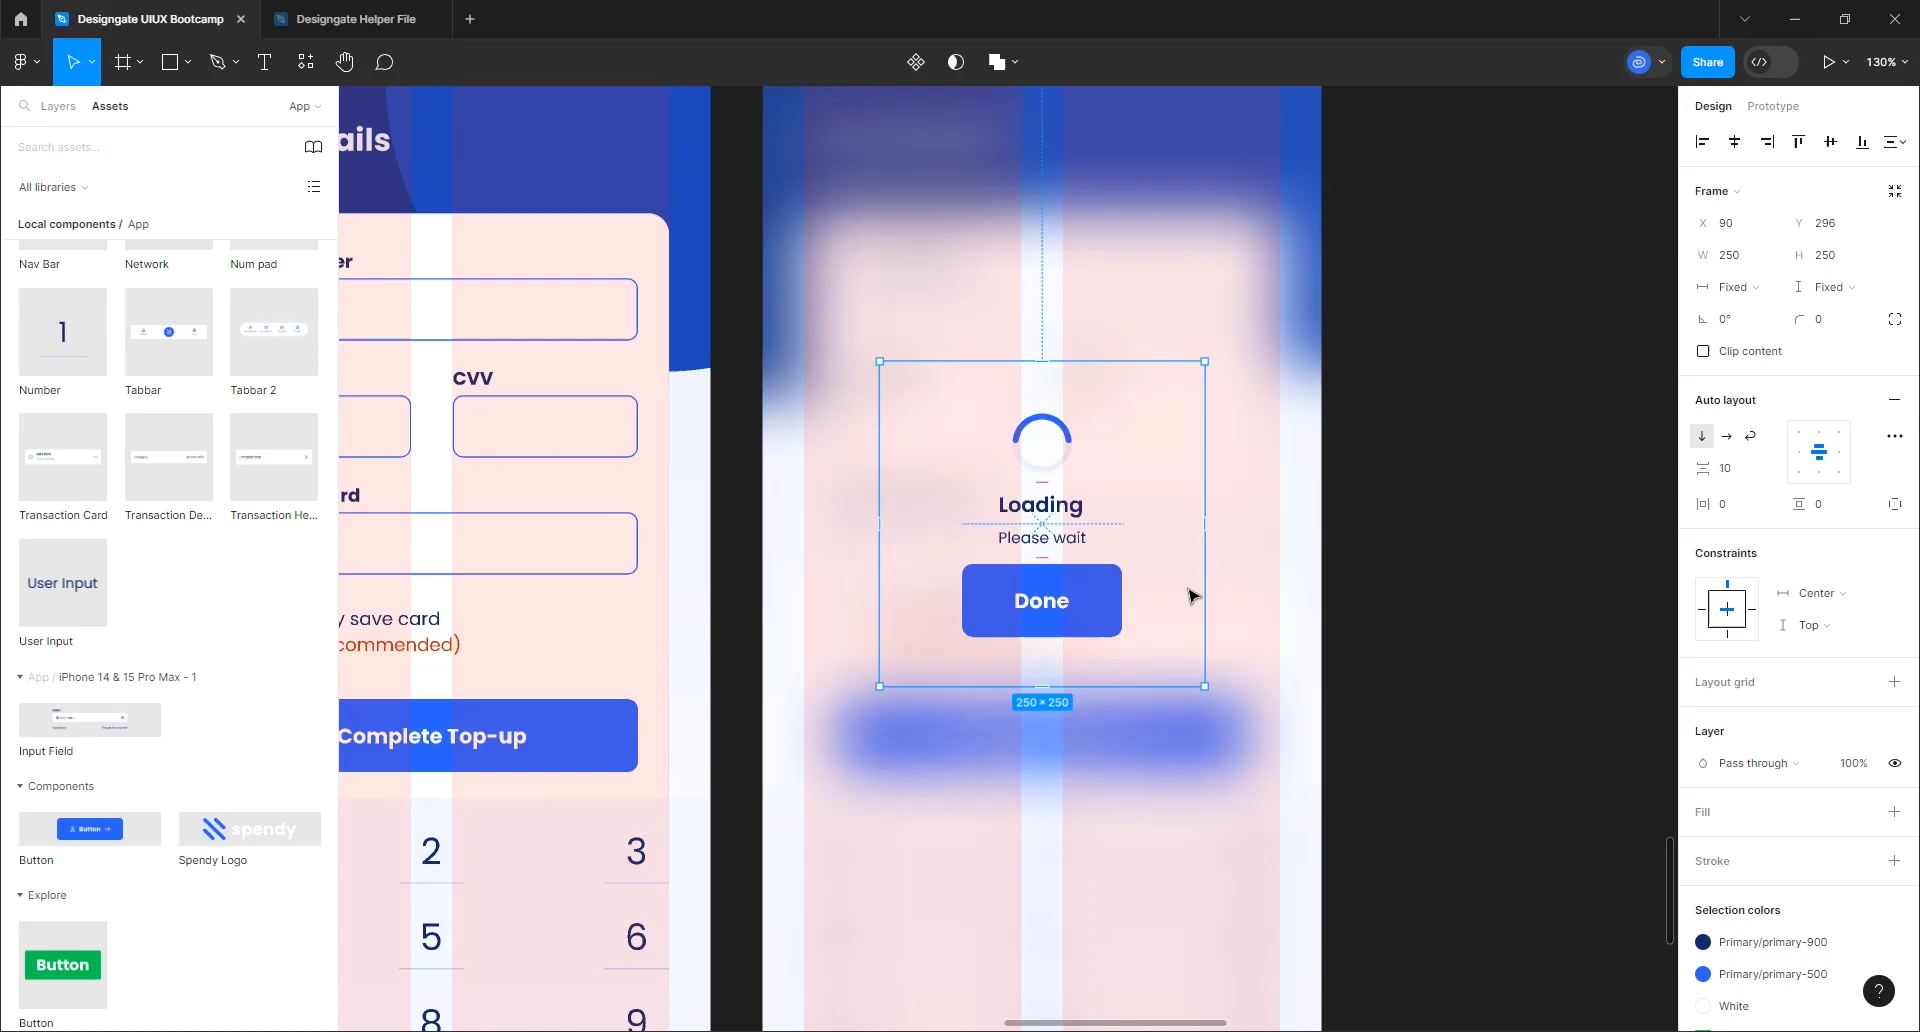 Designgate UIUX Bootcamp
Designgate Helper File
Share
130%
Layers
Assets
App
Search assets...
All libraries
Local components / App
Nav Bar
Network
Num pad
1
Number
Tabbar
Tabbar 2
Transaction Card
Transaction De...
Transaction He...
User Input
User Input
App / iPhone 14 & 15 Pro Max - 1
Input Field
Components
Button
spendy
Button
Spendy Logo
Explore
Button
Button
ails
er
CVV
rd
y save card
commended)
Complete Top-up
2
3
5
6
8
9
Loading
Please wait
Done
250 × 250
Design
Prototype
Frame
X 90
Y 296
W 250
H 250
Fixed
Fixed
0°
0
Clip content
Auto layout
10
0
0
Constraints
Center
Top
Layout grid
Layer
Pass through
100%
Fill
Stroke
Selection colors
Primary/primary-900
Primary/primary-500
White
?